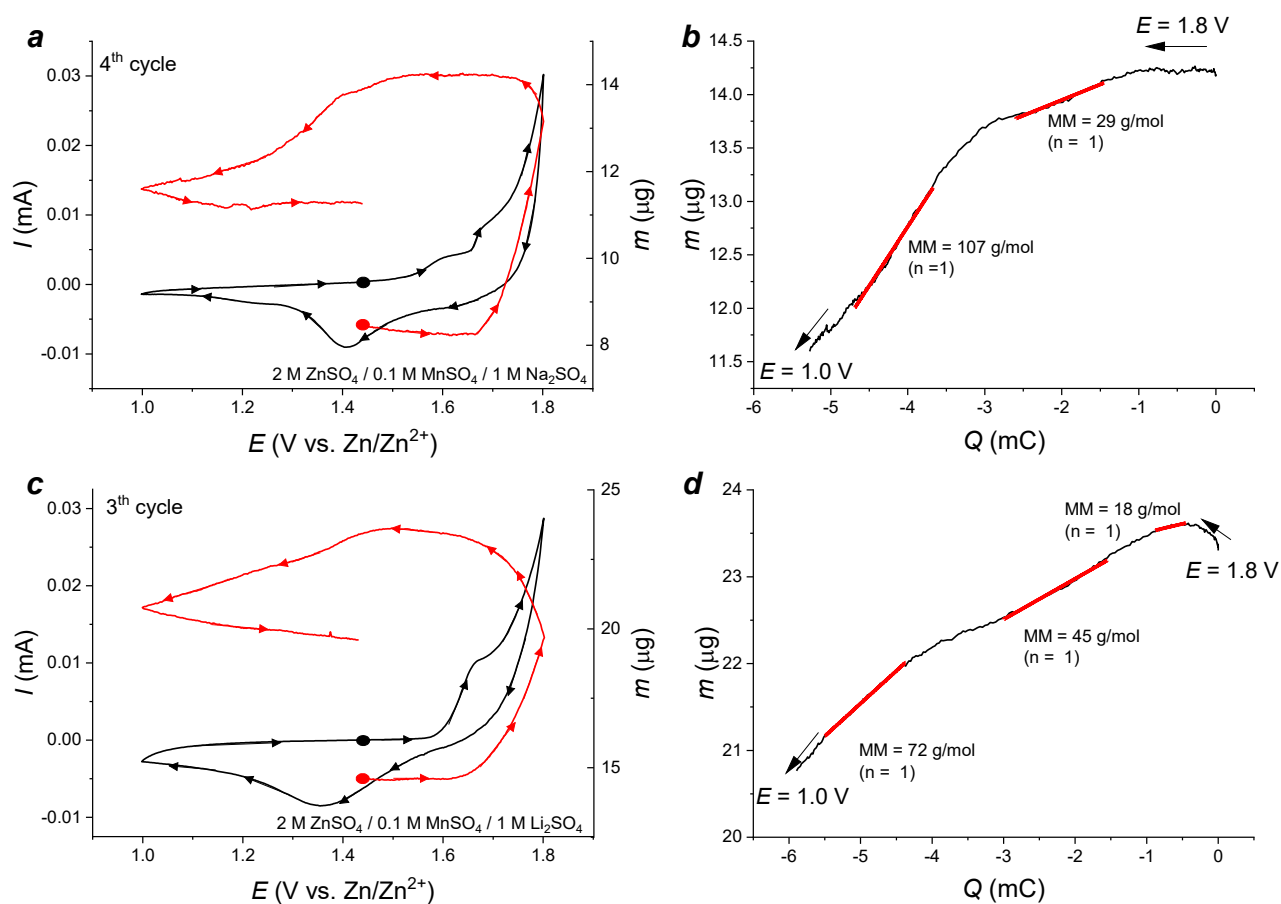 a
4th cycle
0.03
0.02
0.01
0.00
-0.01
I (mA)
14
12
10
8
m (µg)
2 M ZnSO4 / 0.1 M MnSO4 / 1 M Na2SO4
1.0 1.2 1.4 1.6 1.8
E (V vs. Zn/Zn2+)
b
E = 1.8 V
14.5
14.0
13.5
13.0
12.5
12.0
11.5
m (µg)
MM = 29 g/mol
(n = 1)
MM = 107 g/mol
(n =1)
E = 1.0 V
-6 -5 -4 -3 -2 -1 0
Q (mC)
c
3th cycle
0.03
0.02
0.01
0.00
-0.01
I (mA)
25
20
15
m (µg)
2 M ZnSO4 / 0.1 M MnSO4 / 1 M Li2SO4
1.0 1.2 1.4 1.6 1.8
E (V vs. Zn/Zn2+)
d
24
23
22
21
20
m (µg)
MM = 18 g/mol
(n = 1)
E = 1.8 V
MM = 45 g/mol
(n = 1)
MM = 72 g/mol
(n = 1)
E = 1.0 V
-6 -5 -4 -3 -2 -1 0
Q (mC)